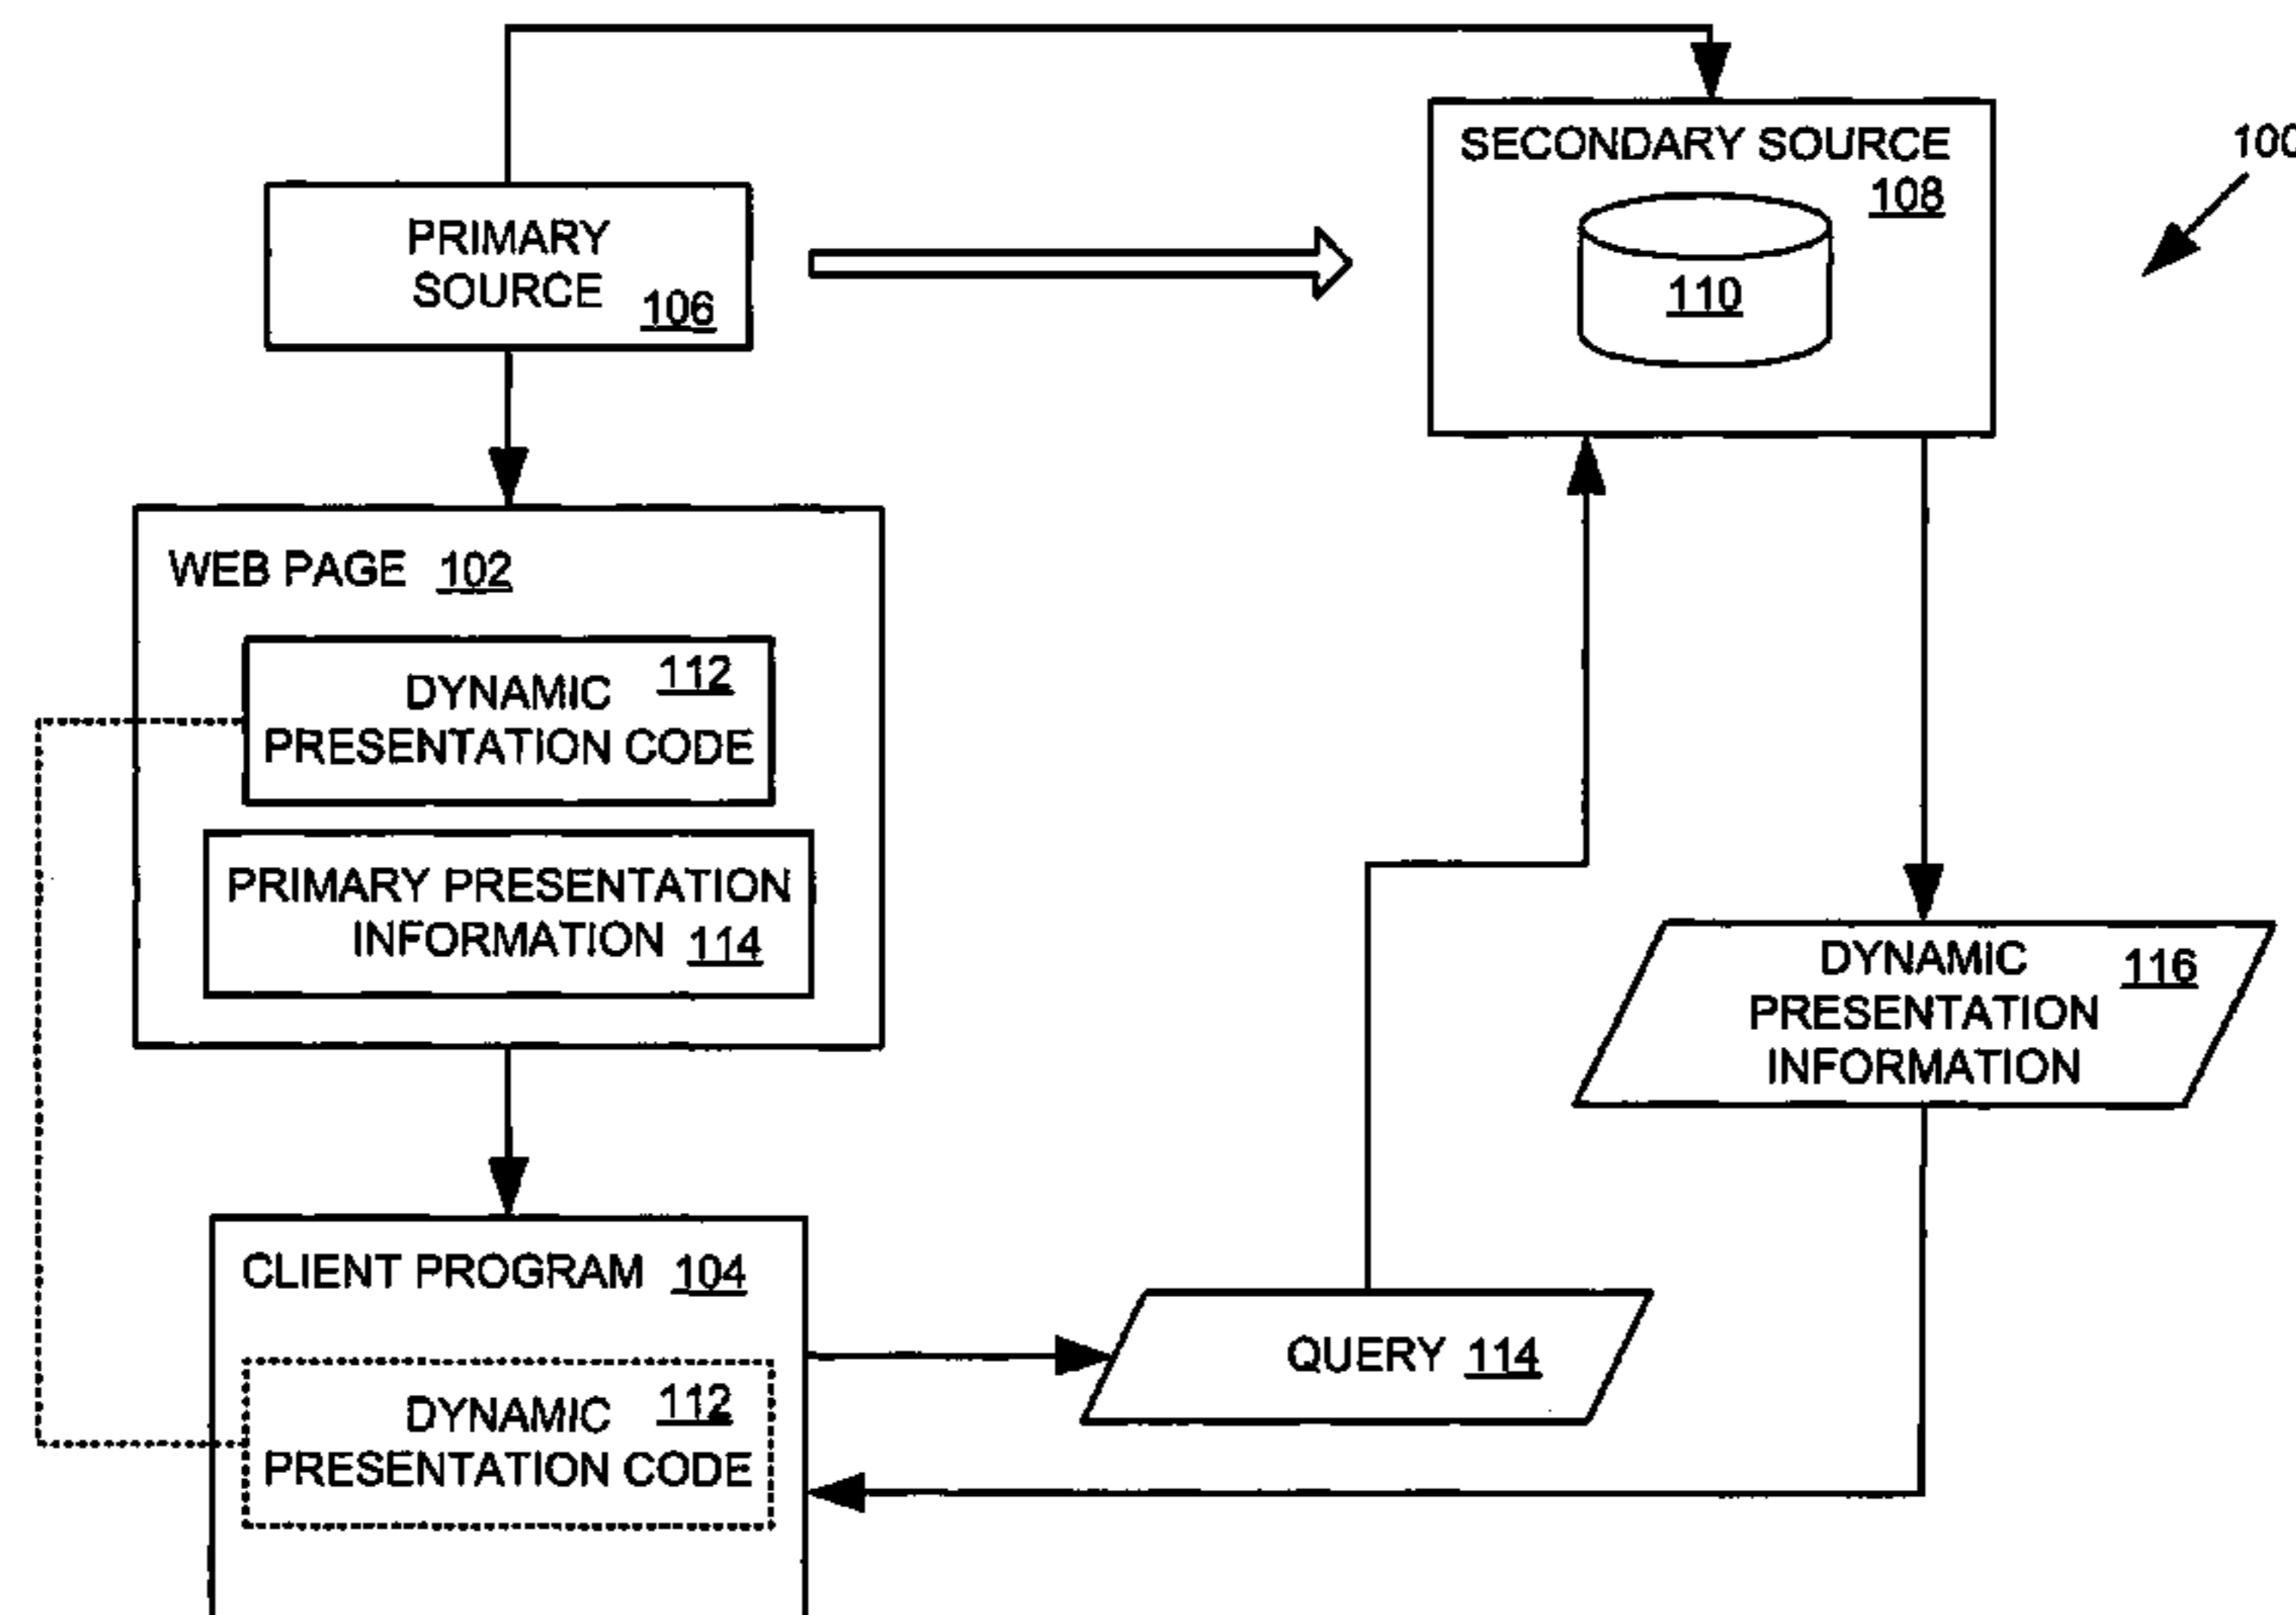 SECONDARY SOURCE
108
110
100
PRIMARY
SOURCE 106
WEB PAGE 102
DYNAMIC 112
PRESENTATION CODE
PRIMARY PRESENTATION
INFORMATION 114
DYNAMIC 116
PRESENTATION
INFORMATION
CLIENT PROGRAM 104
DYNAMIC 112
PRESENTATION CODE
QUERY 114